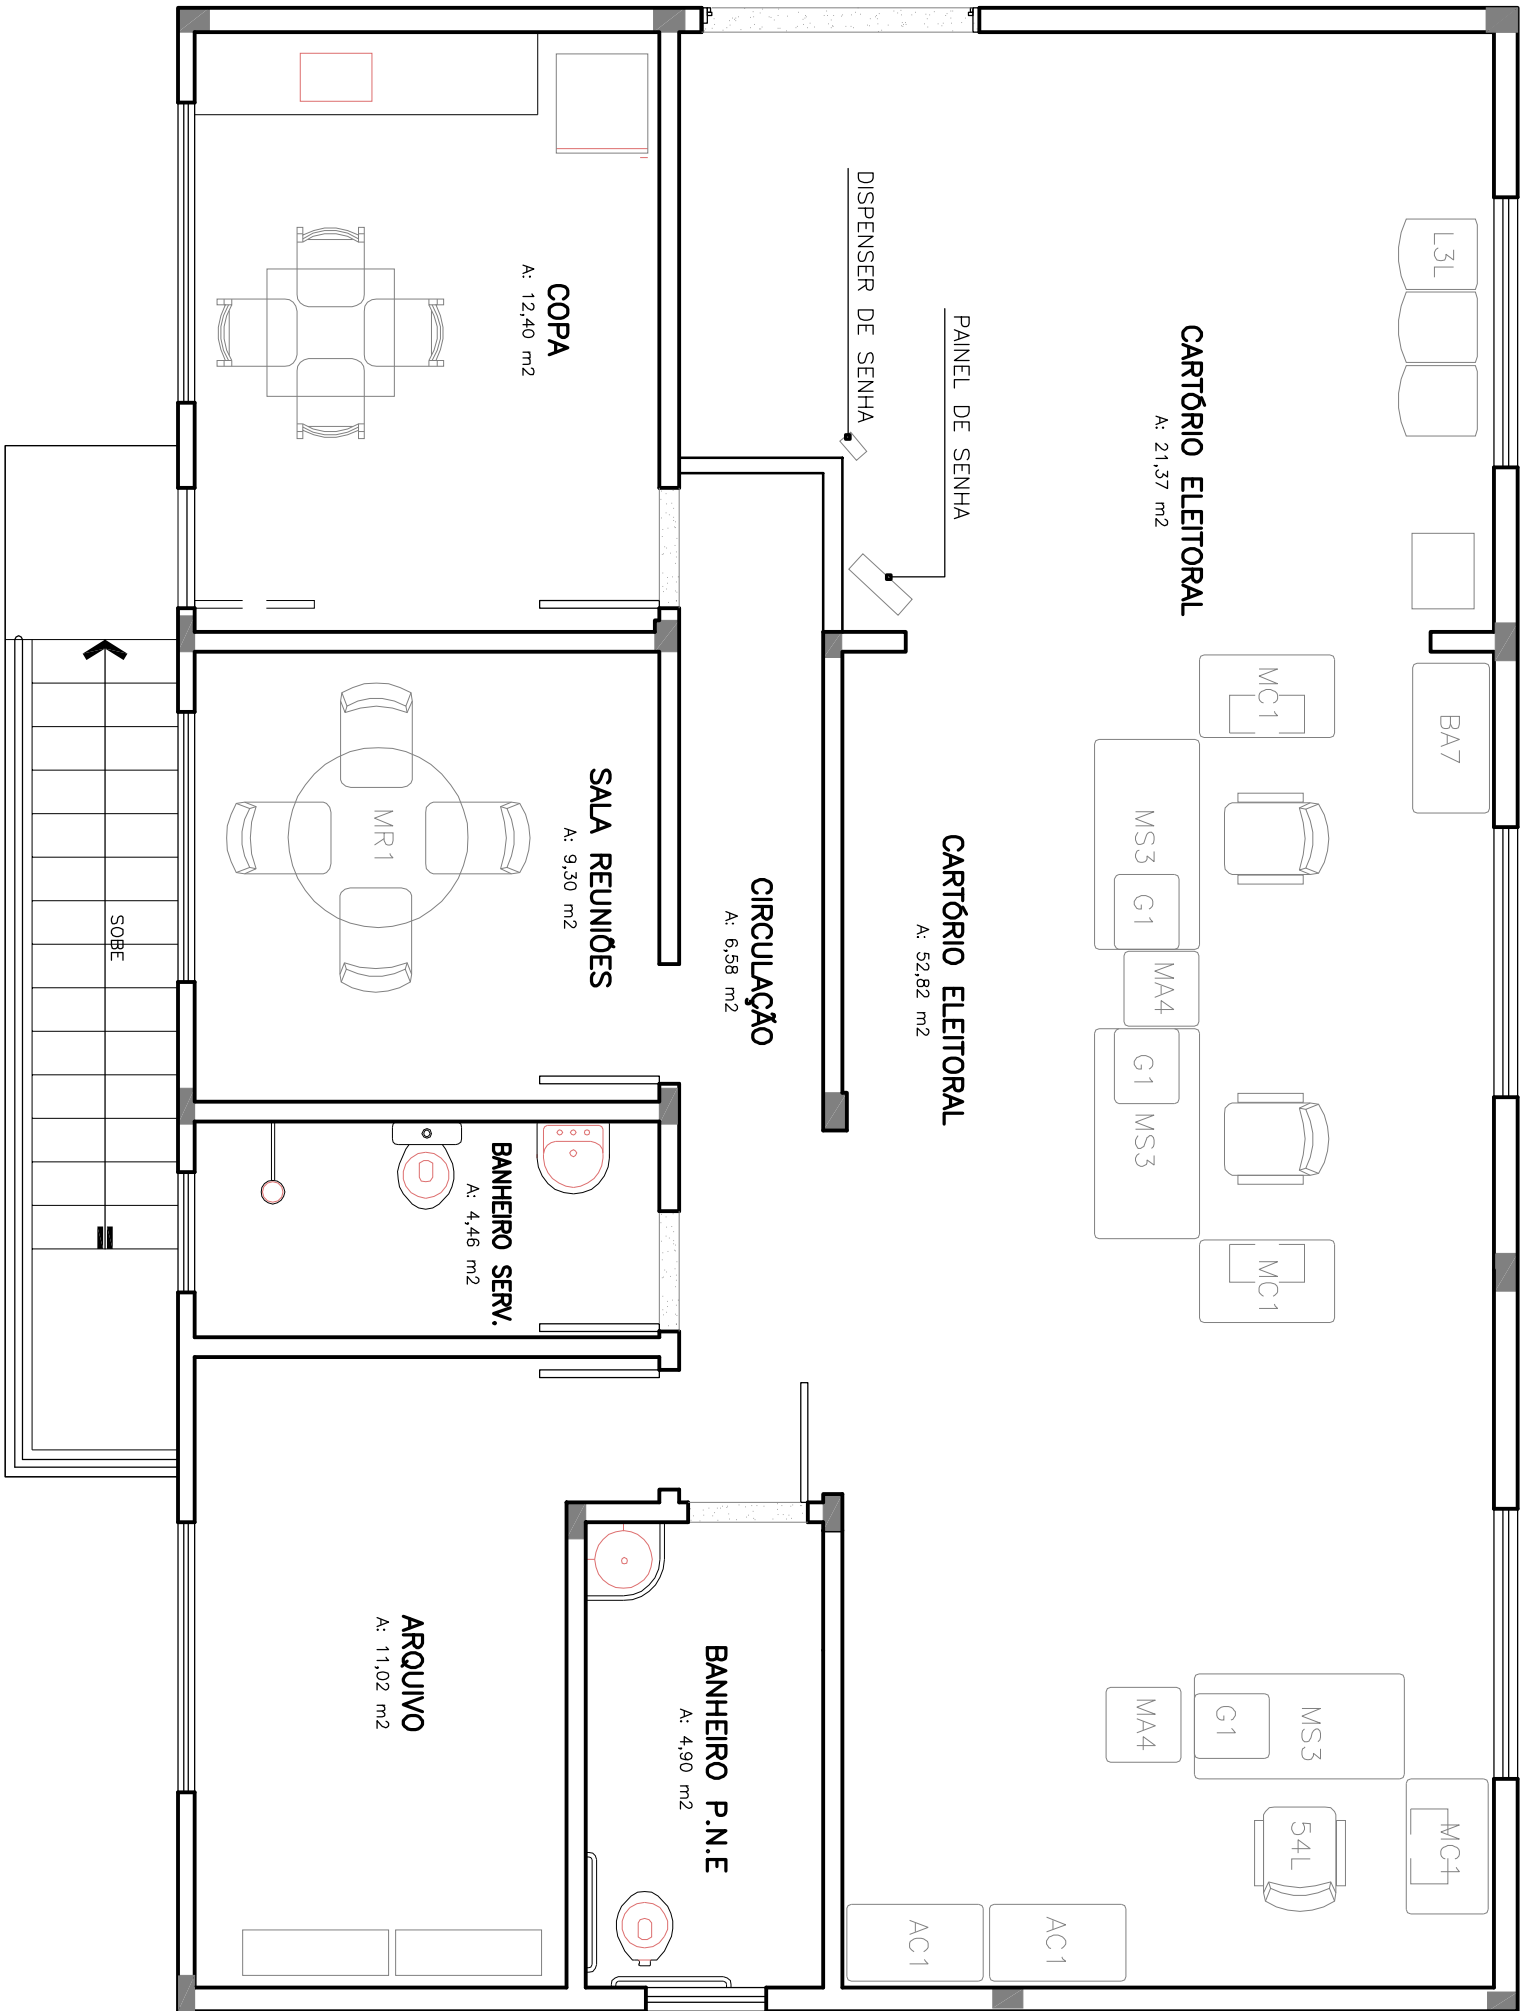 L3L
CARTÓRIO ELEITORAL
A: 21,37 m2
PAINEL DE SENHA
DISPENSER DE SENHA
COPA
A: 12,40 m2
BA7
MC1
MS3
G1
MA4
G1
MS3
MC1
CARTÓRIO ELEITORAL
A: 52,82 m2
CIRCULAÇÃO
A: 6,58 m2
SALA REUNIÕES
A: 9,30 m2
MR1
SOBE
BANHEIRO SERV.
A: 4,46 m2
MS3
G1
MA4
MC1
54L
AC1
AC1
BANHEIRO P.N.E
A: 4,90 m2
ARQUIVO
A: 11,02 m2